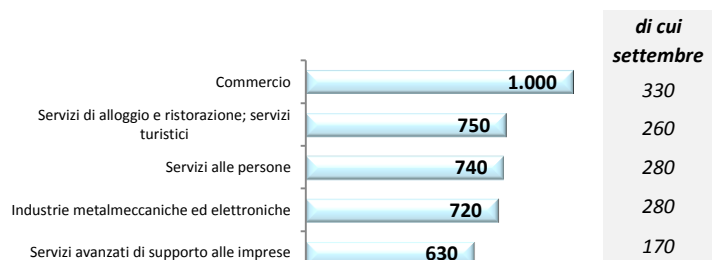 di cui
settembre
Commercio 1.000 330
Servizi di alloggio e ristorazione; servizi
turistici 750 260
Servizi alle persone 740 280
Industrie metalmeccaniche ed elettroniche 720 280
Servizi avanzati di supporto alle imprese 630 170